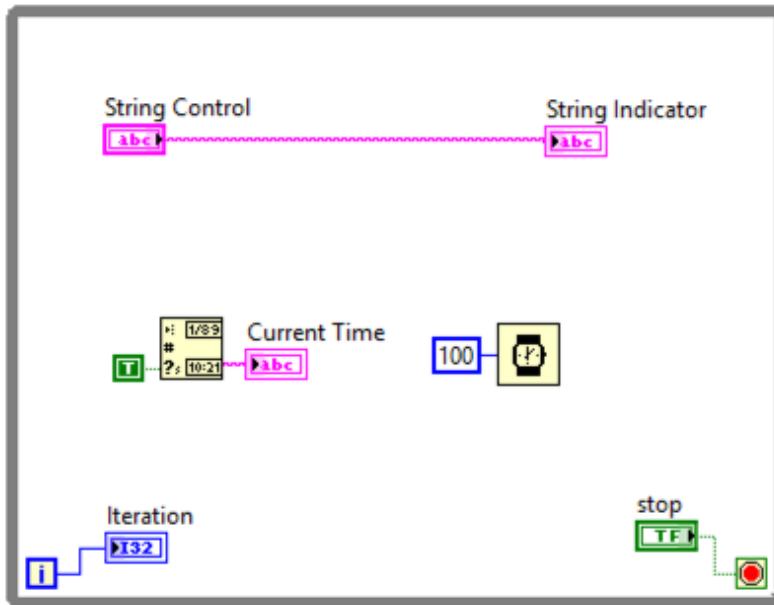 String Control
String Indicator
abc
abc
1/89
#
?s 10:21
Current Time
T
abc
100
Iteration
I32
i
stop
TF